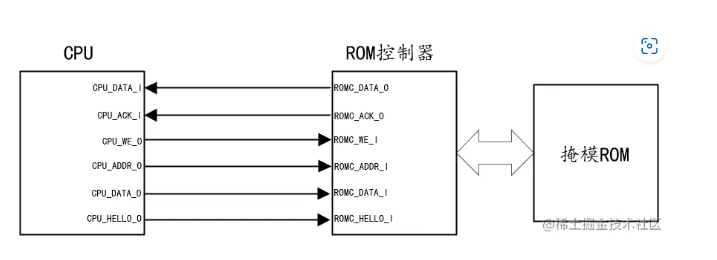 CPU
ROM控制器
CPU_DATA_I
ROMC_DATA_O
CPU_ACK_I
ROMC_ACK_O
CPU_WE_O
ROMC_WE_I
CPU_ADDR_O
ROMC_ADDR_I
CPU_DATA_O
ROMC_DATA_I
CPU_HELLO_O
ROMC_HELLO_I
掩模ROM
@稀土掘金技术社区